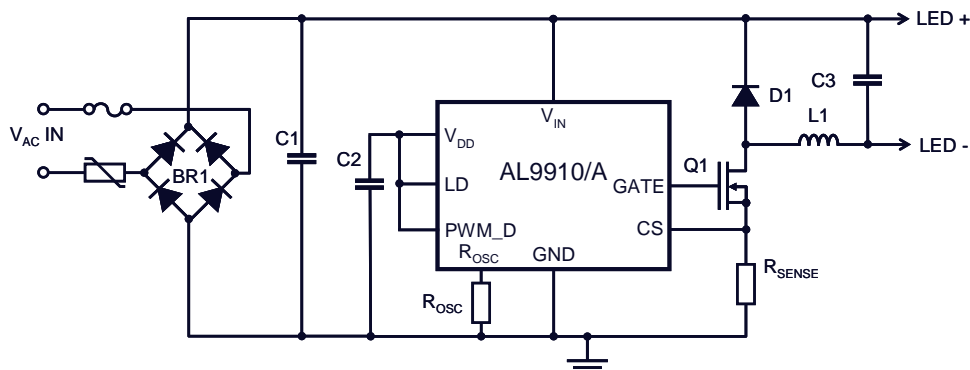 LED +
C3
D1
L1
LED -
V_AC IN
BR1
C1
C2
V_IN
V_DD
LD
AL9910/A
GATE
Q1
PWM_D
CS
R_OSC
GND
R_OSC
R_SENSE